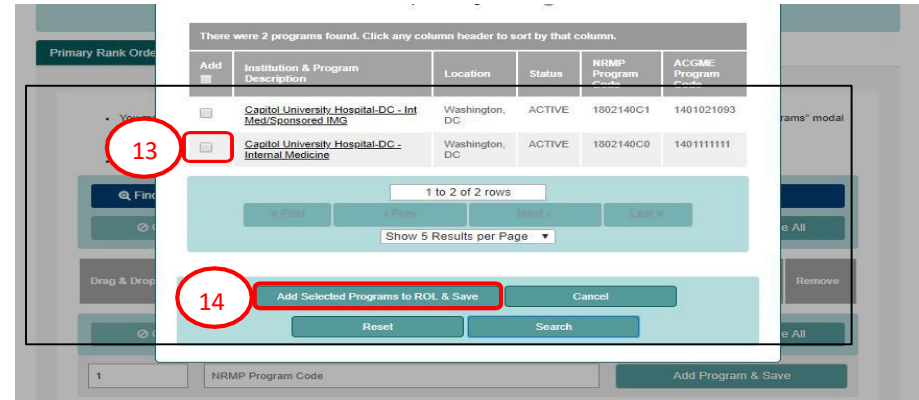 There were 2 programs found. Click any column header to sort by that column.
Primary Rank Orde
Add
Institution & Program Description
Location
Status
NRMP Program Code
ACGME Program Code
Capitol University Hospital-DC - Int
Med/Sponsored IMG
Washington,
DC
ACTIVE
1802140C1
1401021093
rams" modal
13
Capitol University Hospital-DC -
Internal Medicine
Washington,
DC
ACTIVE
1802140C0
1401111111
Find
1 to 2 of 2 rows
« First
‹ Prev
Next ›
Last »
e All
Show 5 Results per Page
Drag & Drop
Remove
14
Add Selected Programs to ROL & Save
Cancel
Reset
Search
e All
1
NRMP Program Code
Add Program & Save